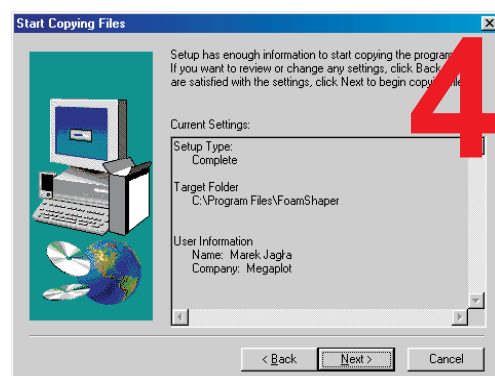 Start Copying Files
4
Setup has enough information to start copying the program
If you want to review or change any settings, click Back
are satisfied with the settings, click Next to begin
Current Settings:
Setup Type:
Complete
Target Folder
C:\Program Files\FoamShaper
User Information
Name: Marek Jagła
Company: Megaplot
< Back
Next >
Cancel